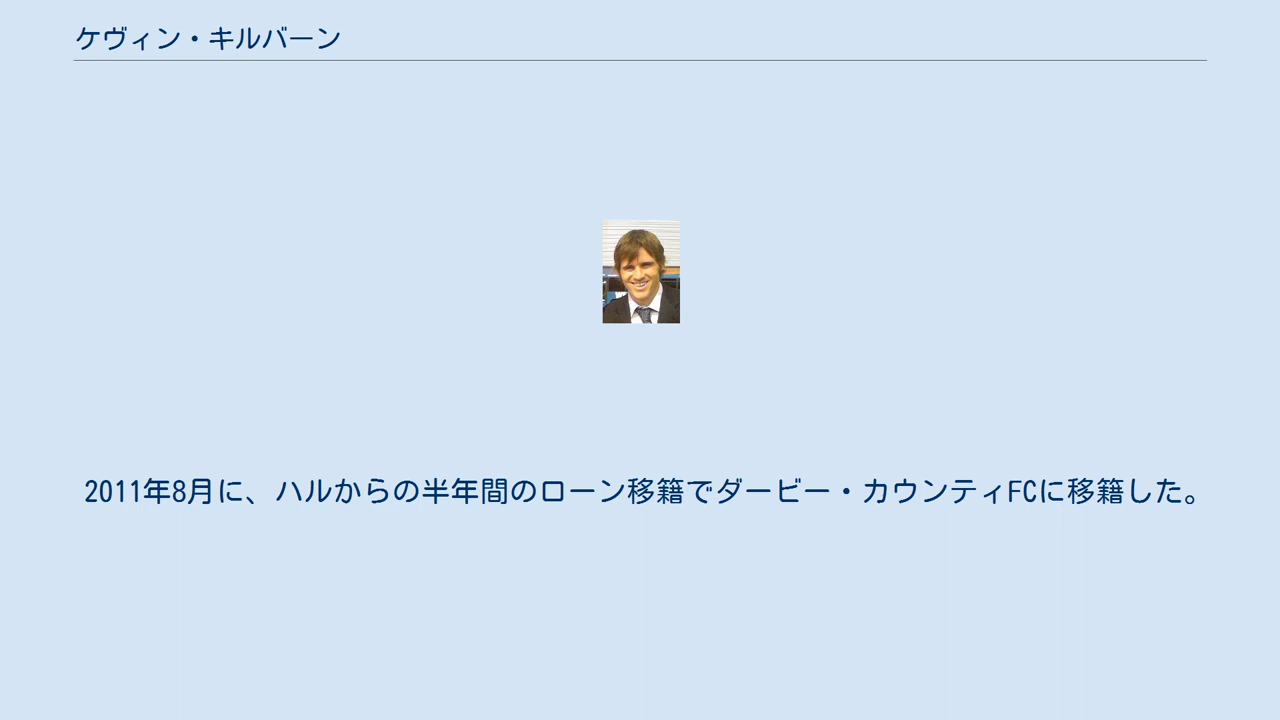 ケヴィン・キルバーン
2011年8月に、ハルからの半年間のローン移籍でダービー・カウンティFCに移籍した。